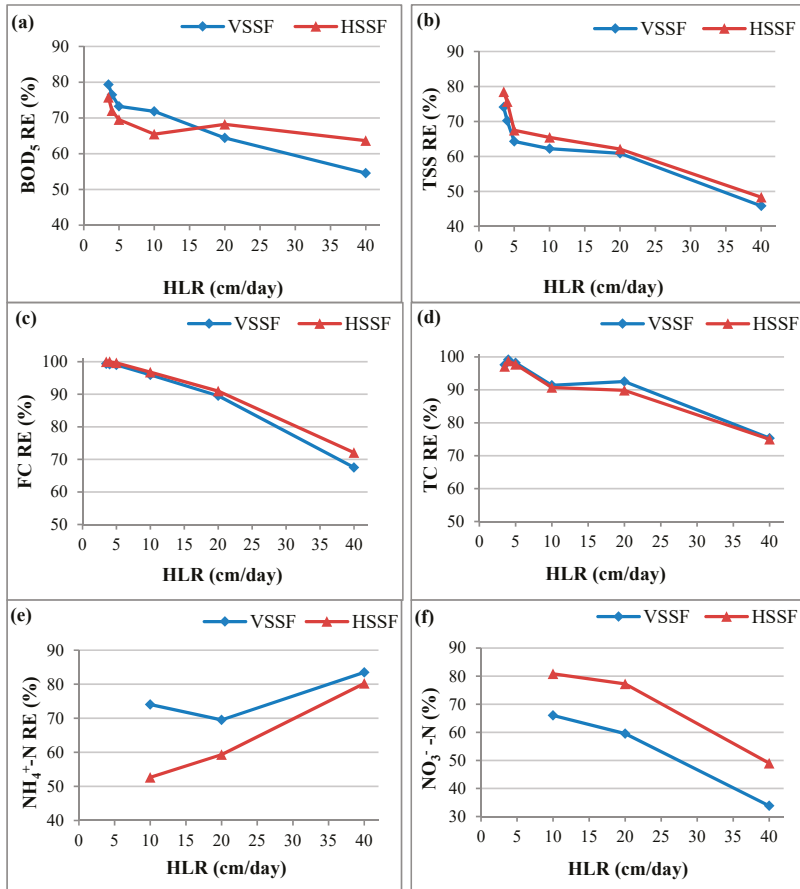 (a)
VSSF HSSF
90
80
70
60
50
40
BOD₅ RE (%)
0 5 10 15 20 25 30 35 40
HLR (cm/day)
(b)
VSSF HSSF
90
80
70
60
50
40
TSS RE (%)
0 5 10 15 20 25 30 35 40
HLR (cm/day)
(c)
VSSF HSSF
100
90
80
70
60
50
FC RE (%)
0 5 10 15 20 25 30 35 40
HLR (cm/day)
(d)
VSSF HSSF
100
90
80
70
60
50
TC RE (%)
0 5 10 15 20 25 30 35 40
HLR (cm/day)
(e)
VSSF HSSF
90
80
70
60
50
40
NH₄⁺-N RE (%)
0 5 10 15 20 25 30 35 40
HLR (cm/day)
(f)
VSSF HSSF
90
80
70
60
50
40
30
NO₃⁻ -N (%)
0 5 10 15 20 25 30 35 40
HLR (cm/day)